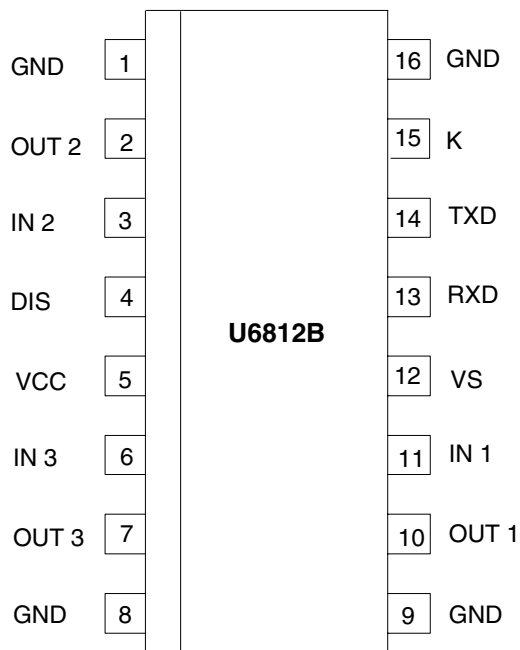 GND 1 16 GND
OUT 2 2 15 K
IN 2 3 14 TXD
DIS 4 13 RXD
U6812B
VCC 5 12 VS
IN 3 6 11 IN 1
OUT 3 7 10 OUT 1
GND 8 9 GND